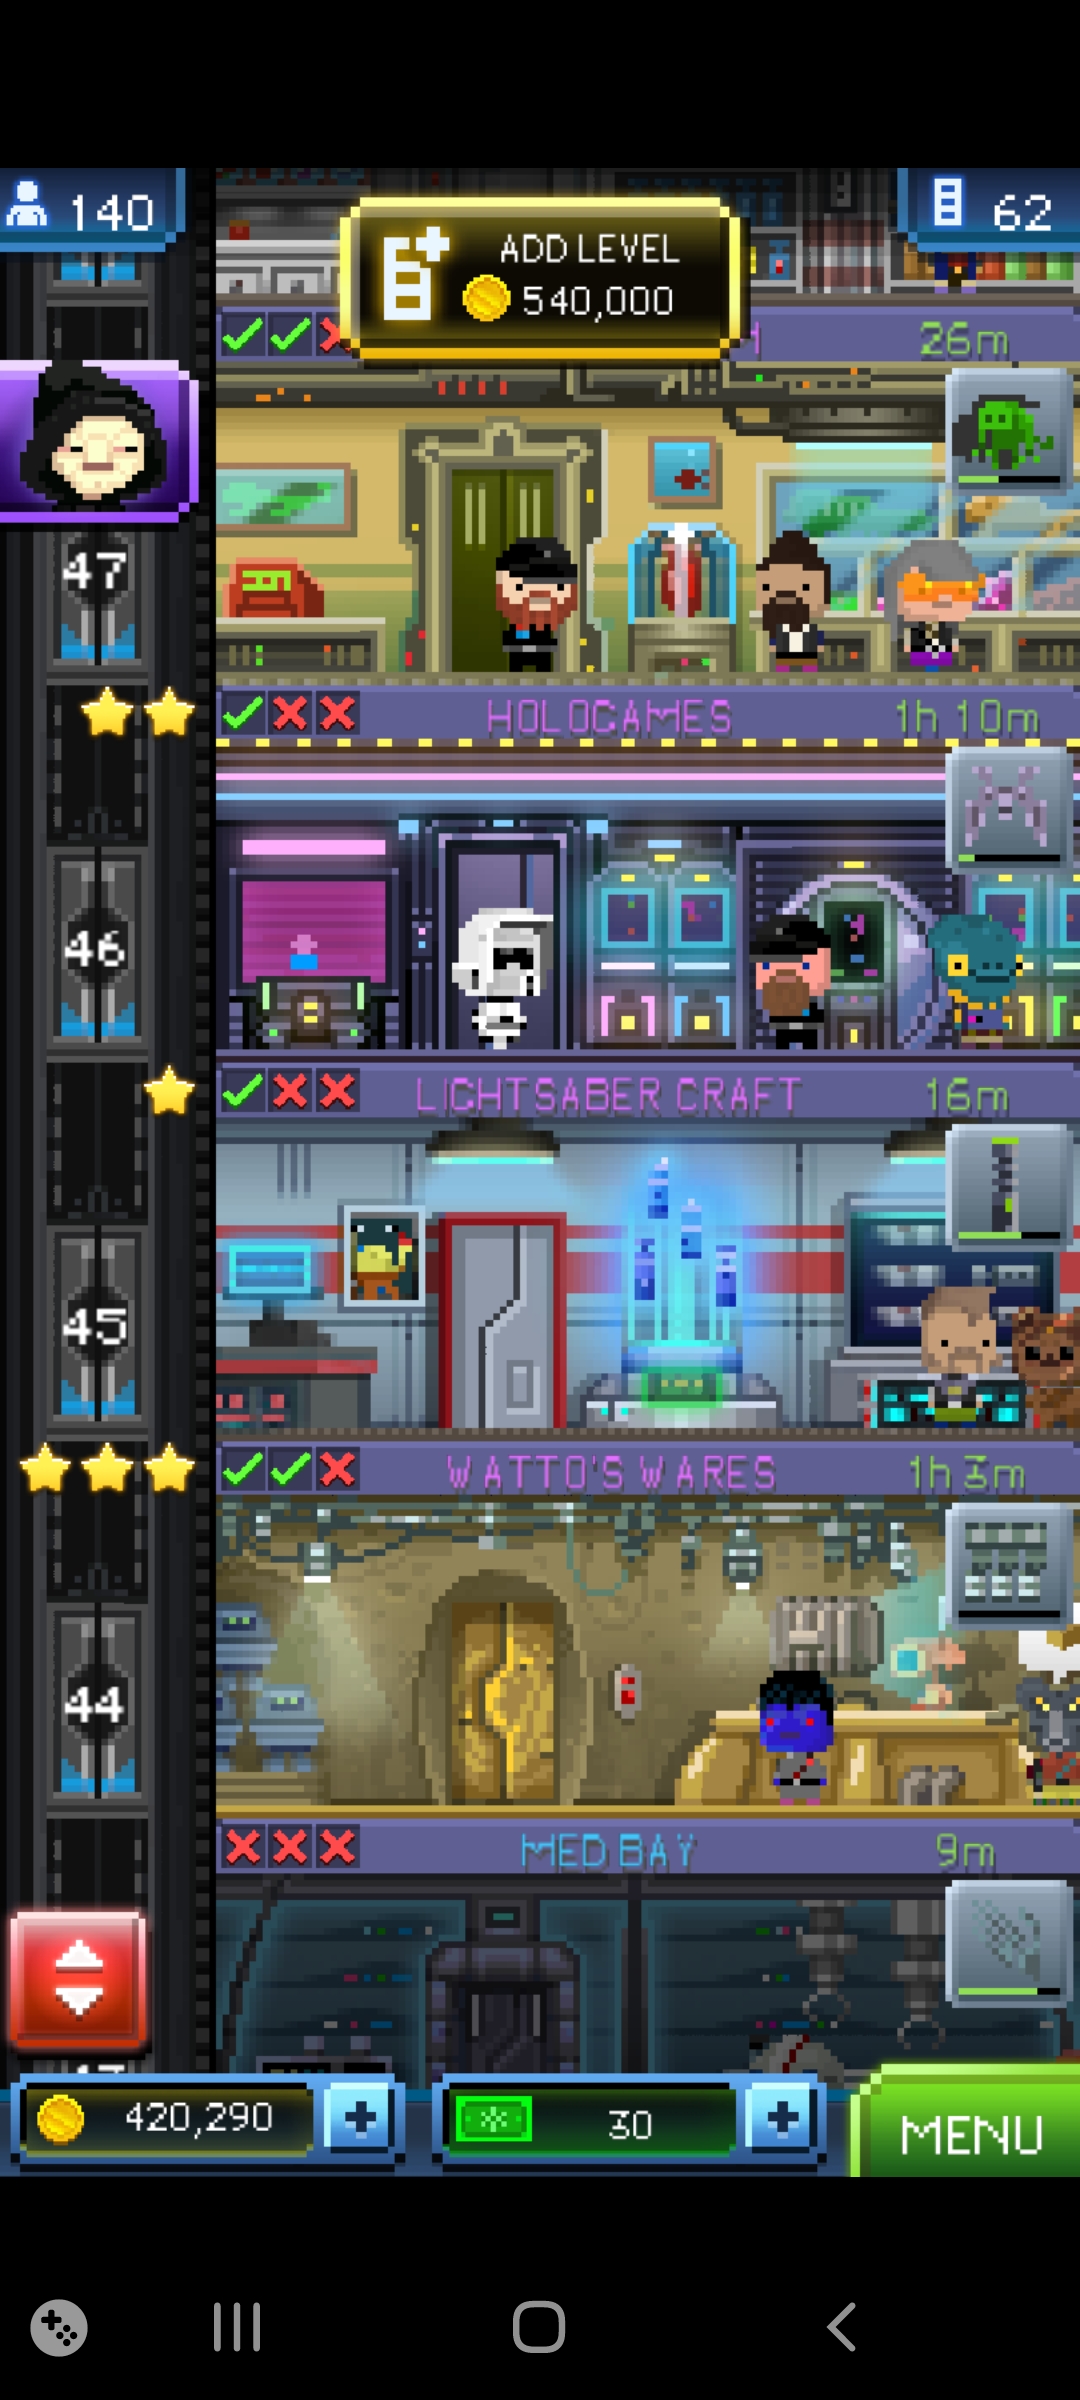 140
62
ADD LEVEL
540,000
26m
47
HOLOGAMES
1h 10m
46
LIGHTSABER CRAFT
16m
45
WATTO'S WARES
1h 3m
44
MED BAY
9m
420,290
30
MENU